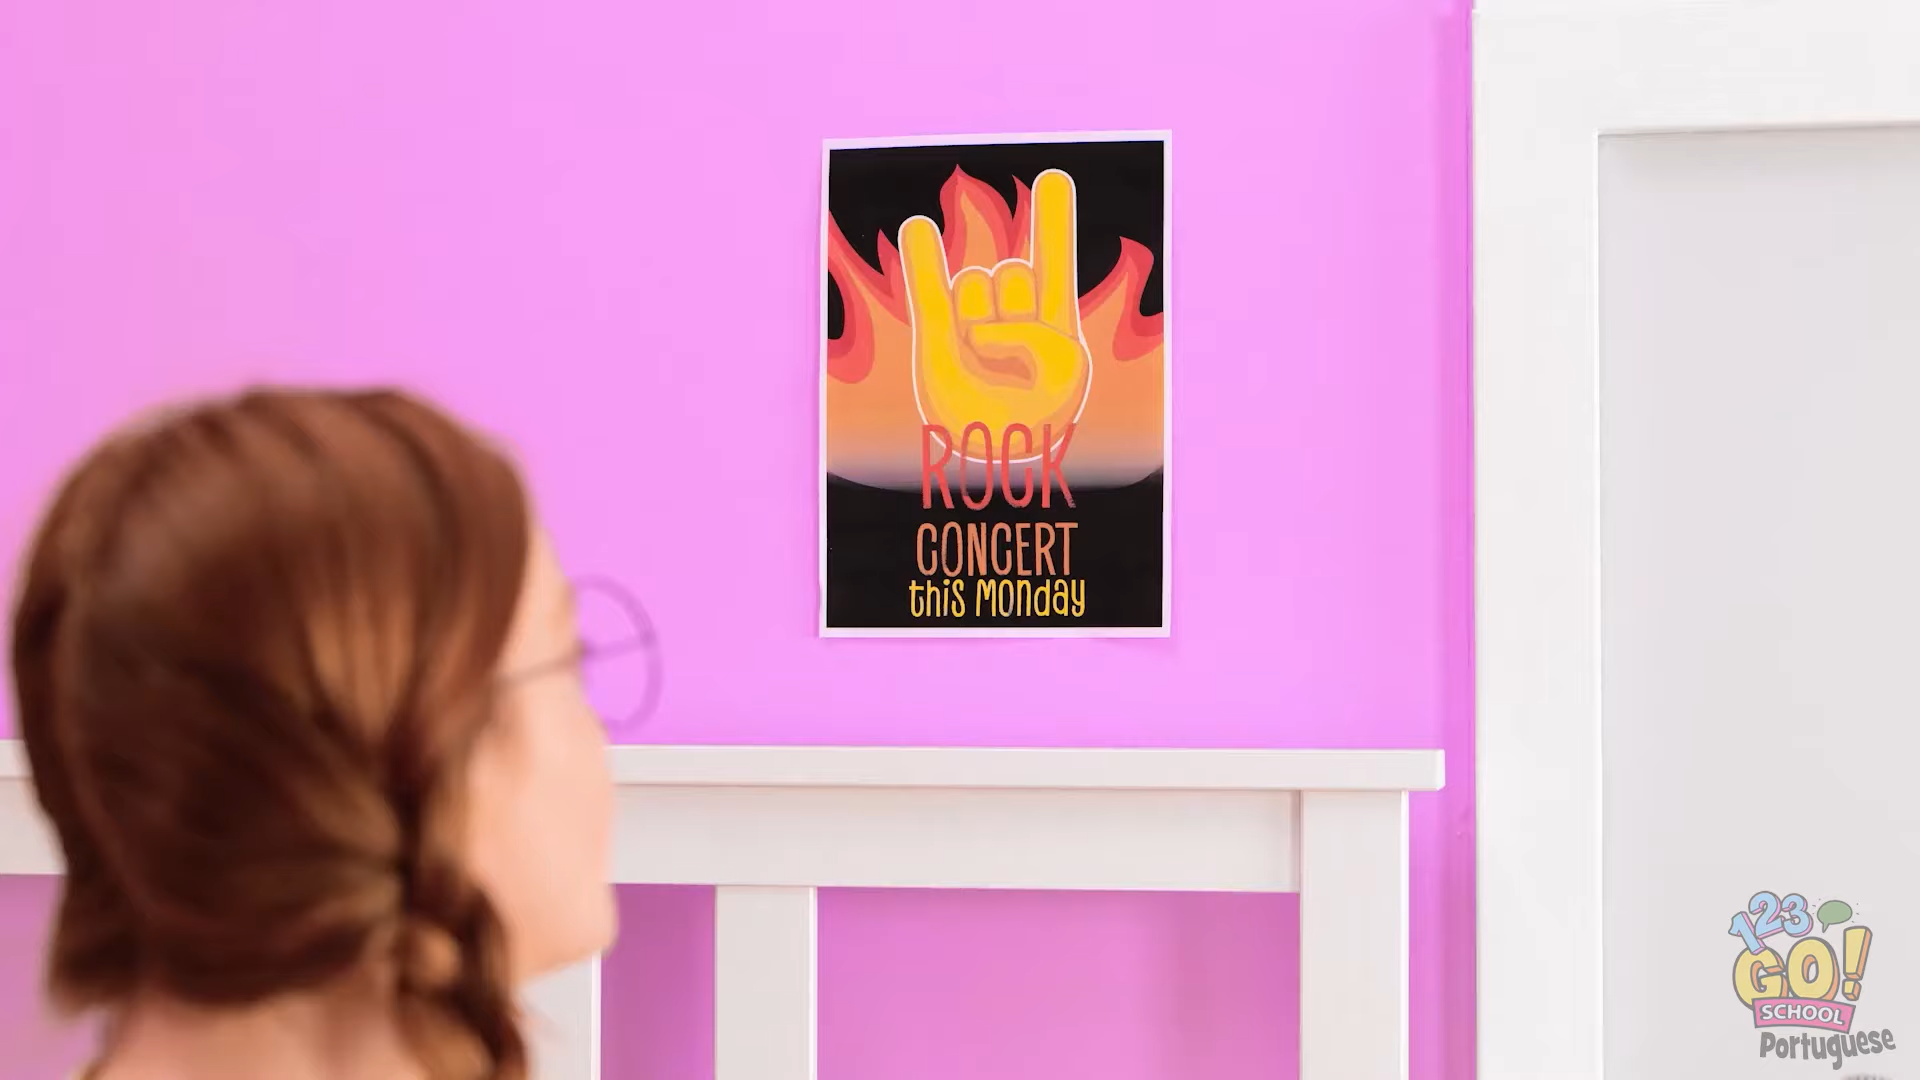 ROCK
CONCERT
this Monday
123
GO!
SCHOOL
Portuguese